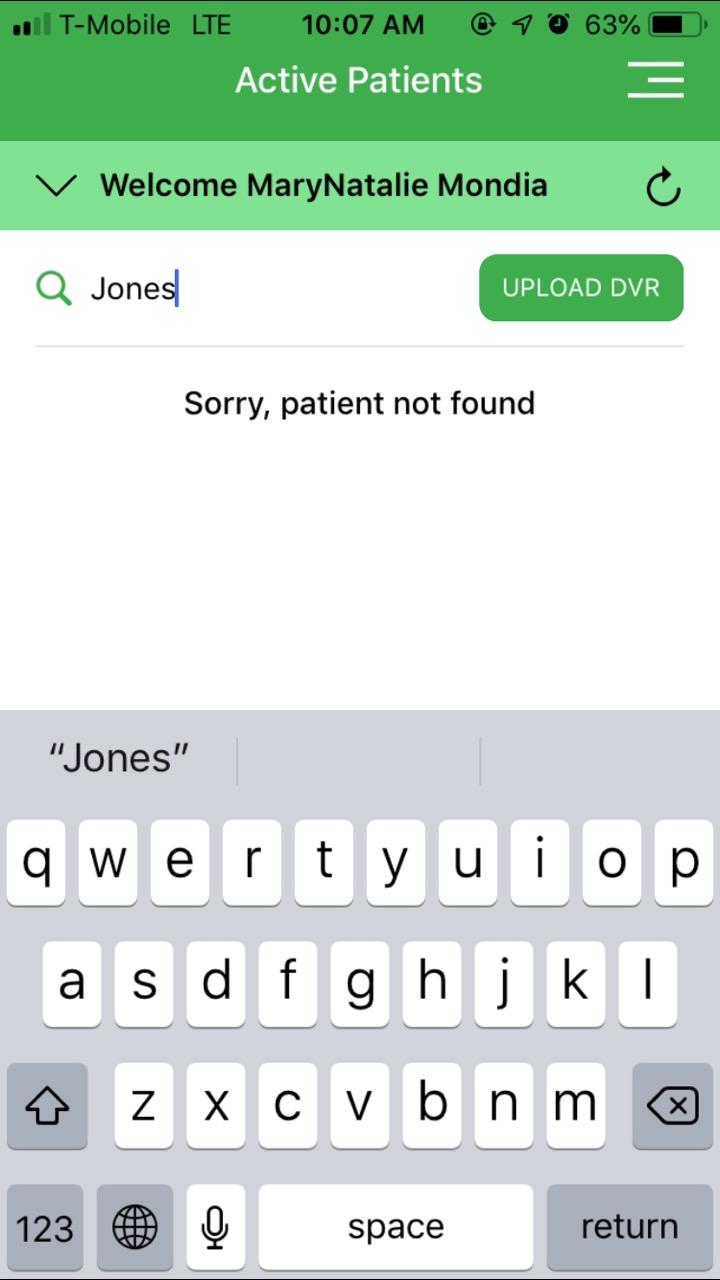 T-Mobile LTE 10:07 AM 63%
Active Patients
Welcome MaryNatalie Mondia
Jones UPLOAD DVR
Sorry, patient not found
“Jones”
q w e r t y u i o p
a s d f g h j k l
z x c v b n m
123 space return